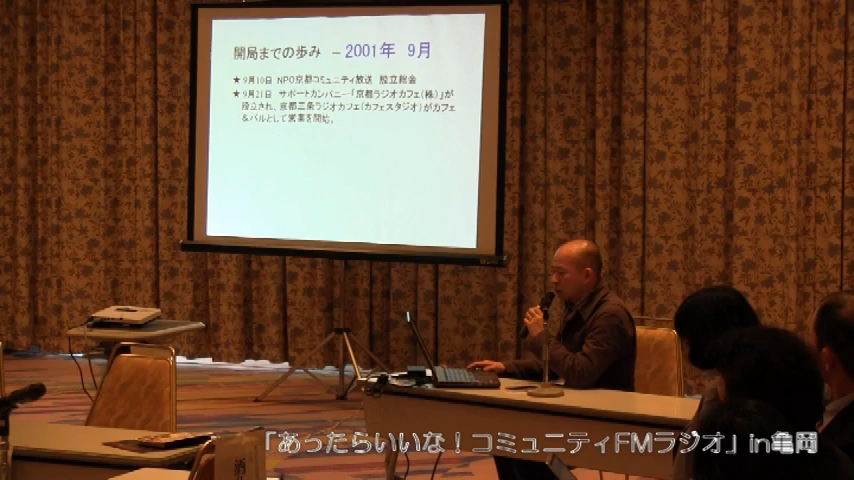 開局までの歩み －2001年 9月
★9月10日 NPO京都コミュニティ放送 設立総会
★9月21日 サポートカンパニー「京都ラジオカフェ(株)」が
設立され、京都三条ラジオカフェ(カフェスタジオ)がカフェ
＆バルとして営業を開始。
「あったらいいな！コミュニティFMラジオ」in亀岡